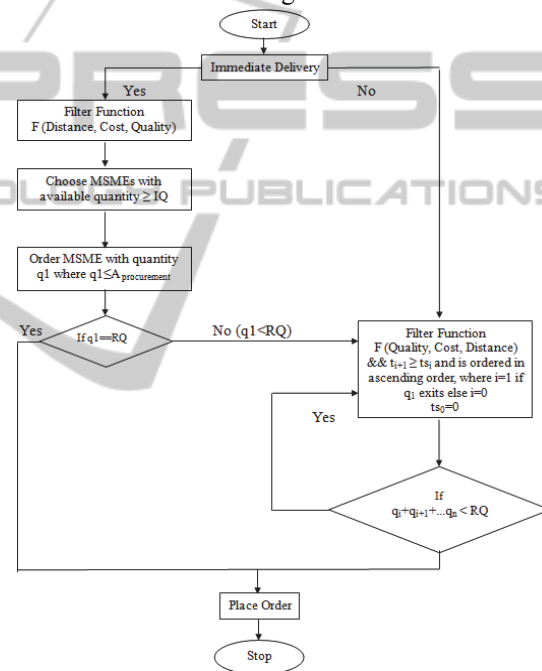 Start
Immediate Delivery
Yes
No
Filter Function
F (Distance, Cost, Quality)
Choose MSMEs with
available quantity ≥ IQ
Order MSME with quantity
q1 where q1≤A procurement
Yes
If q1==RQ
No (q1<RQ)
Filter Function
F (Quality, Cost, Distance)
&& ti+1 ≥ tsi and is ordered in
ascending order, where i=1 if
q1 exits else i=0
ts0=0
Yes
If
qi+qi+1+...qn < RQ
Place Order
Stop
PRESS
PUBLICATIONS